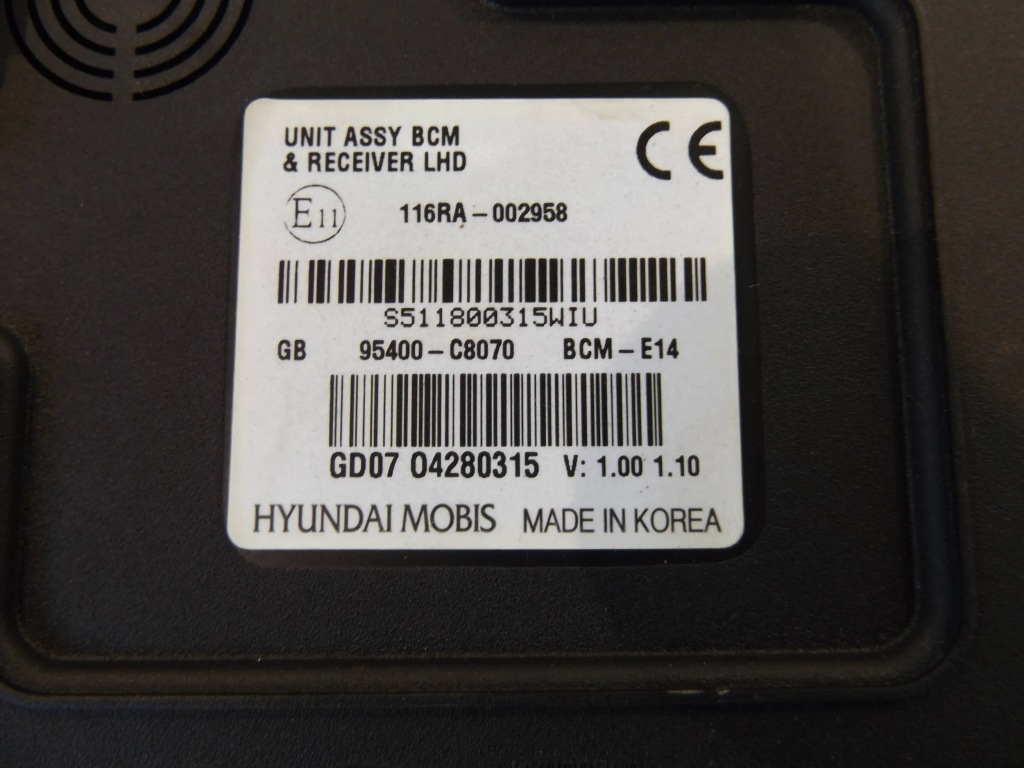 UNIT ASSY BCM
& RECEIVER LHD
CE
E11 116RA-002958
S511800315WIU
GB 95400-C8070 BCM-E14
GD07 04280315 V: 1.00 1.10
HYUNDAI MOBIS MADE IN KOREA